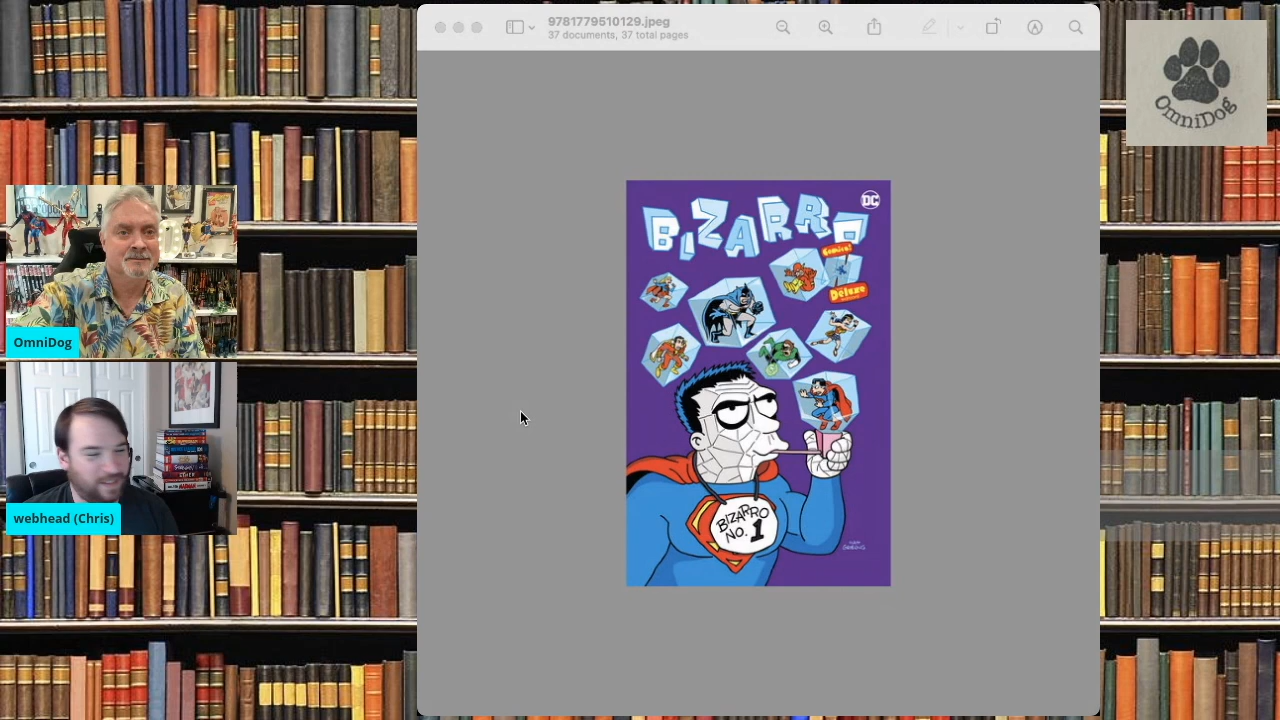 9781779510129.jpeg
37 documents, 37 total pages
OmniDog
BIZARRO
DC
Comics!
Deluxe
OmniDog
webhead (Chris)
BIZARRO
NO. 1